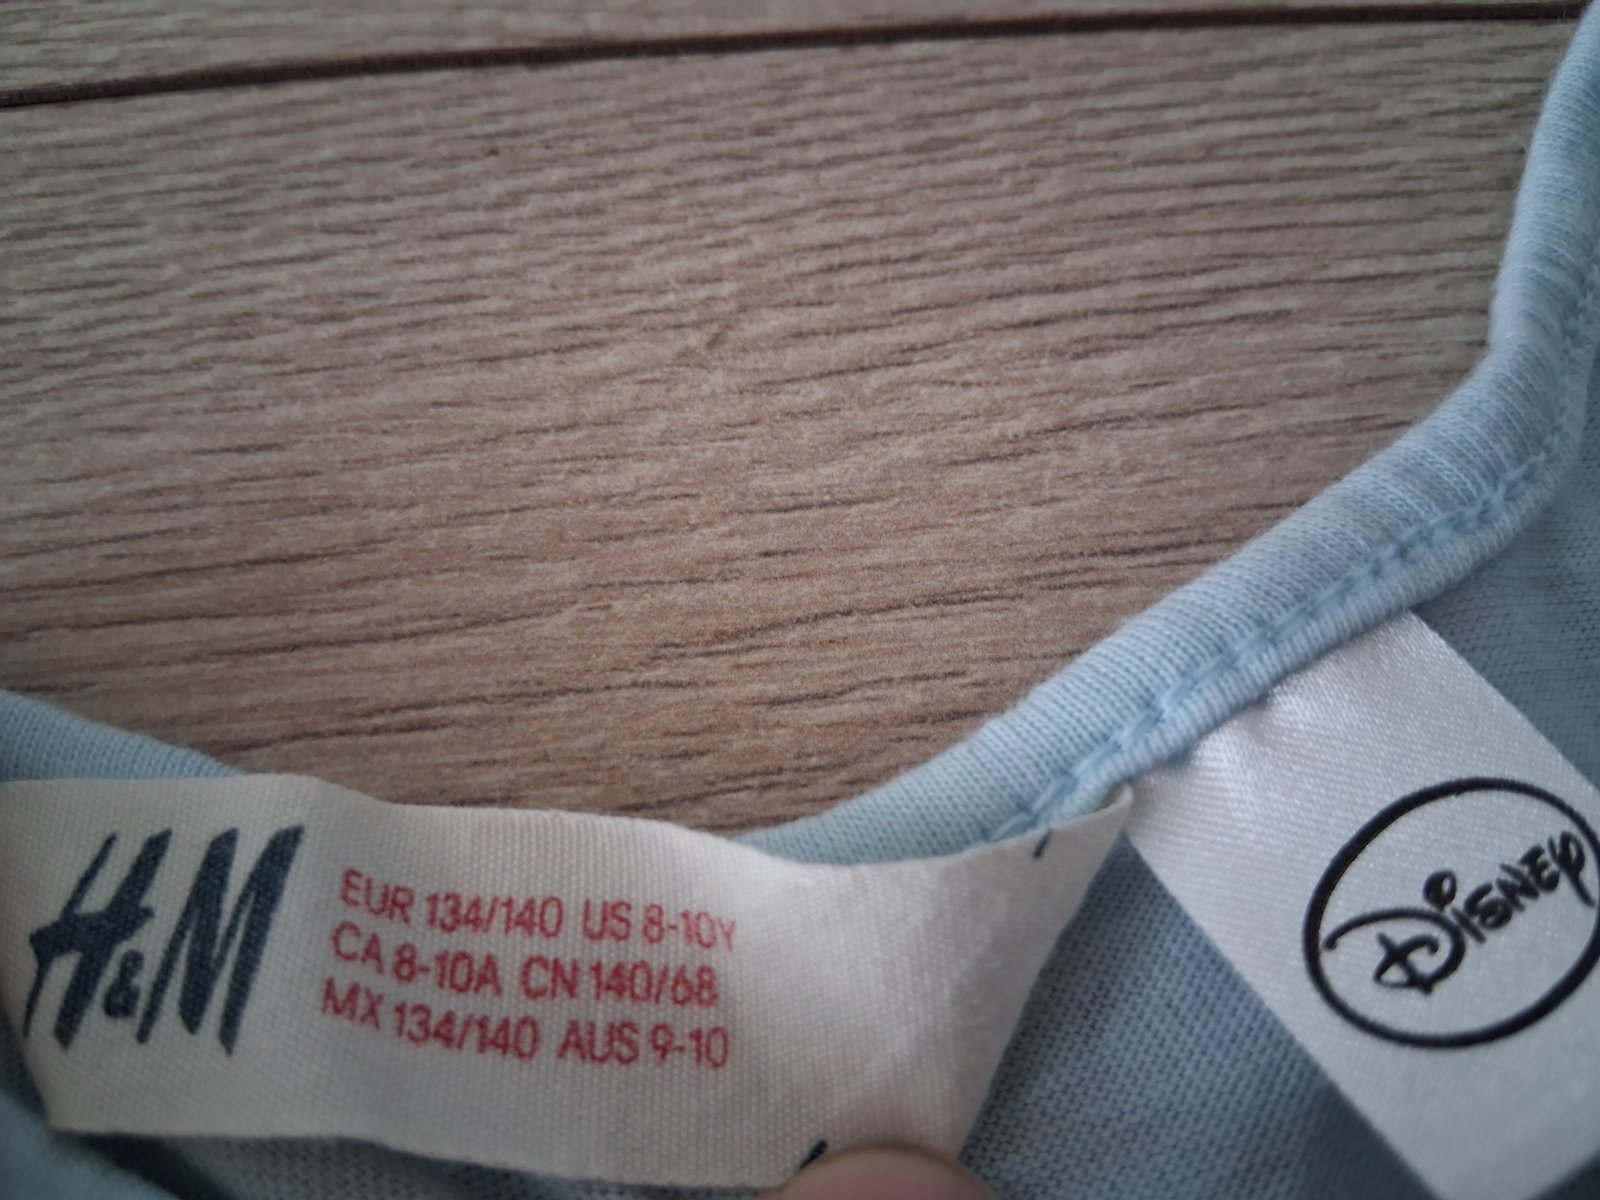 H&M
EUR 134/140 US 8-10Y
CA 8-10A CN 140/68
MX 134/140 AUS 9-10
Disney